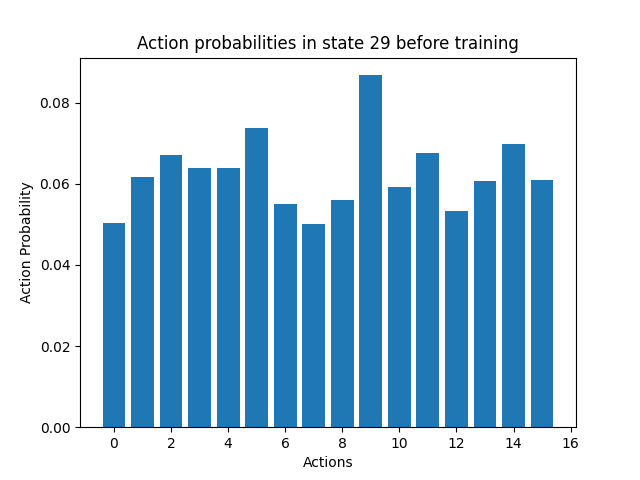 Action probabilities in state 29 before training
0.08
0.06
0.04
0.02
0.00
Action Probability
0 2 4 6 8 10 12 14 16
Actions